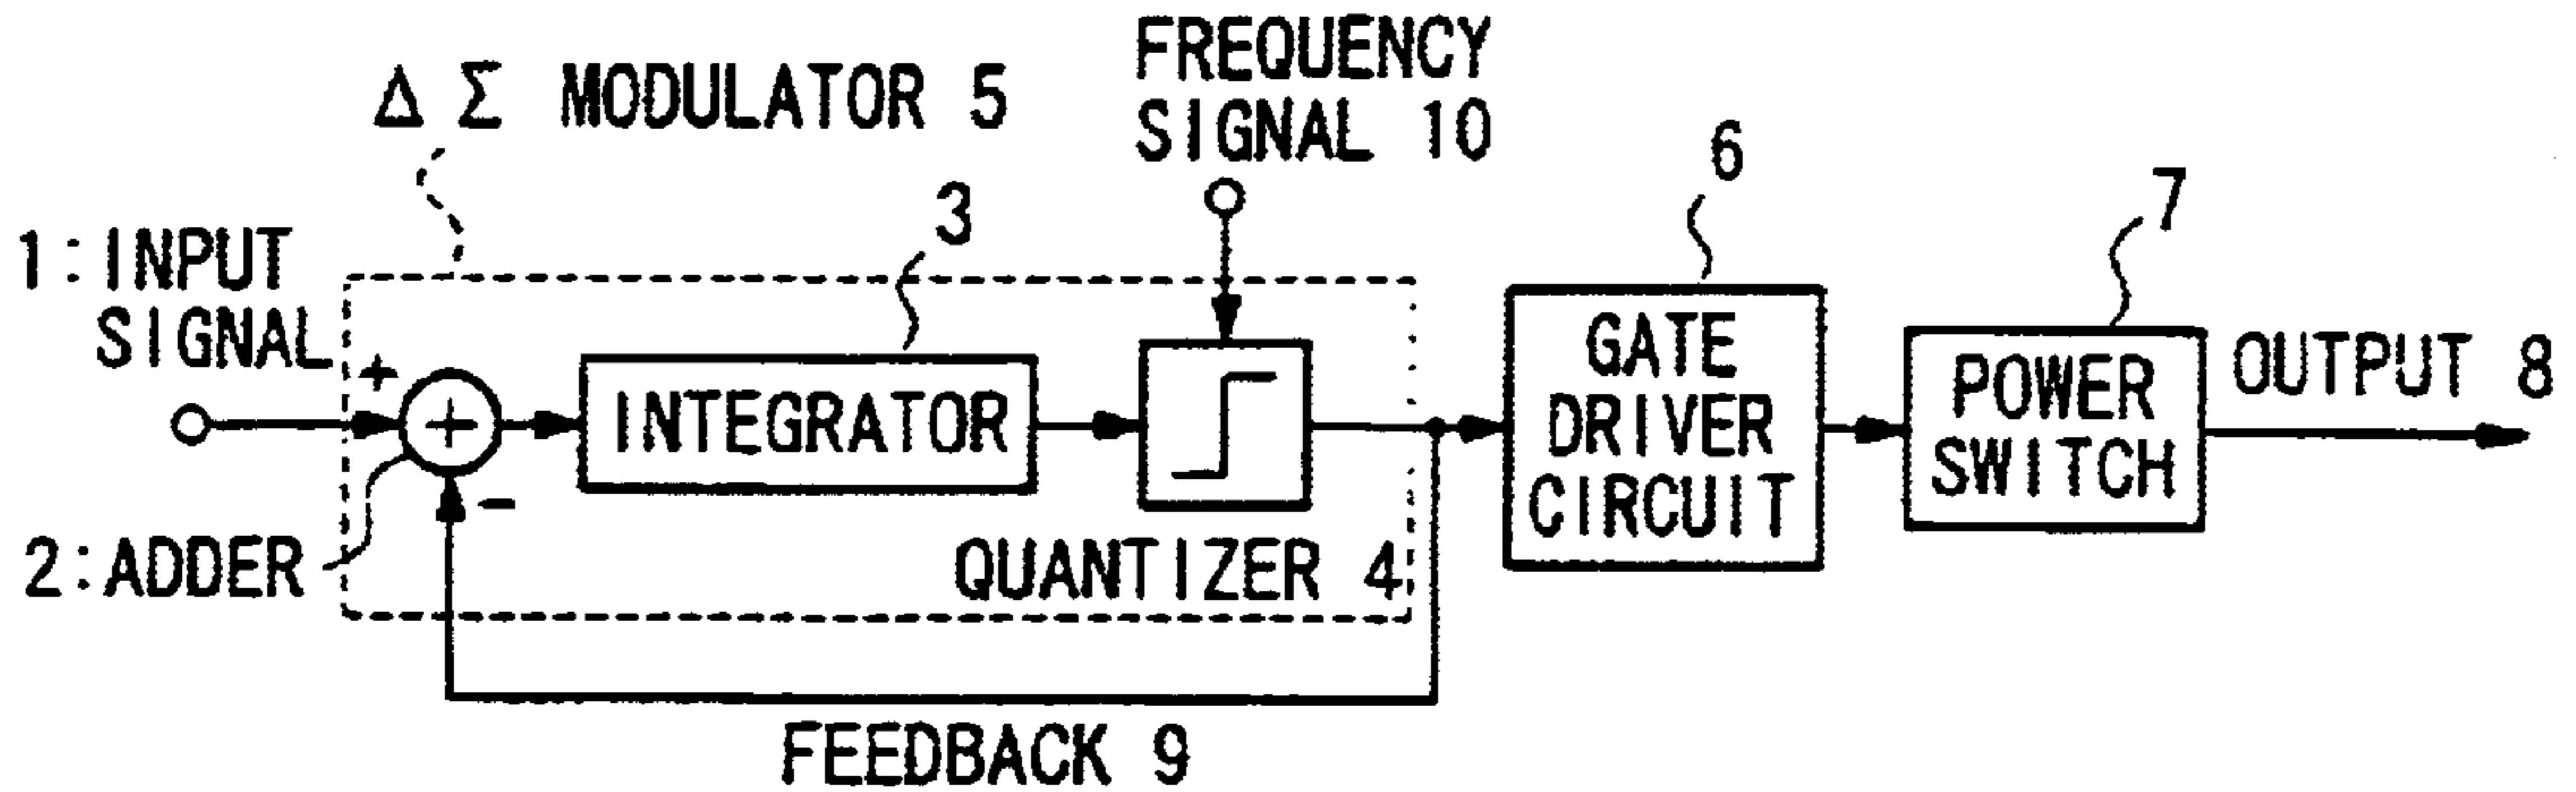 Δ Σ MODULATOR 5
FREQUENCY
SIGNAL 10
6
7
3
1:INPUT
SIGNAL
+
+
INTEGRATOR
GATE
DRIVER
CIRCUIT
POWER
SWITCH
OUTPUT 8
-
2:ADDER
QUANTIZER 4
FEEDBACK 9